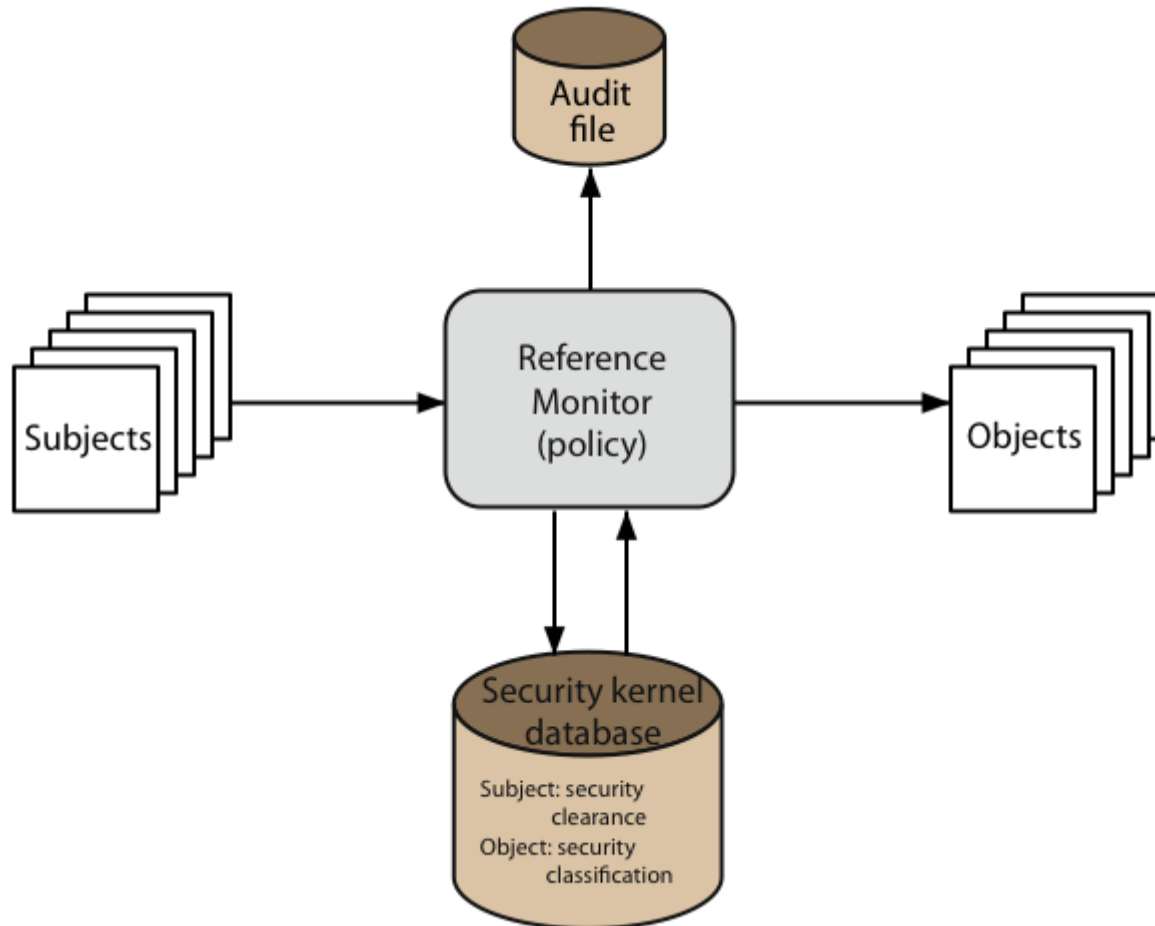 Audit
file
Reference
Monitor
(policy)
Subjects
Objects
Security kernel
database
Subject: security
clearance
Object: security
classification